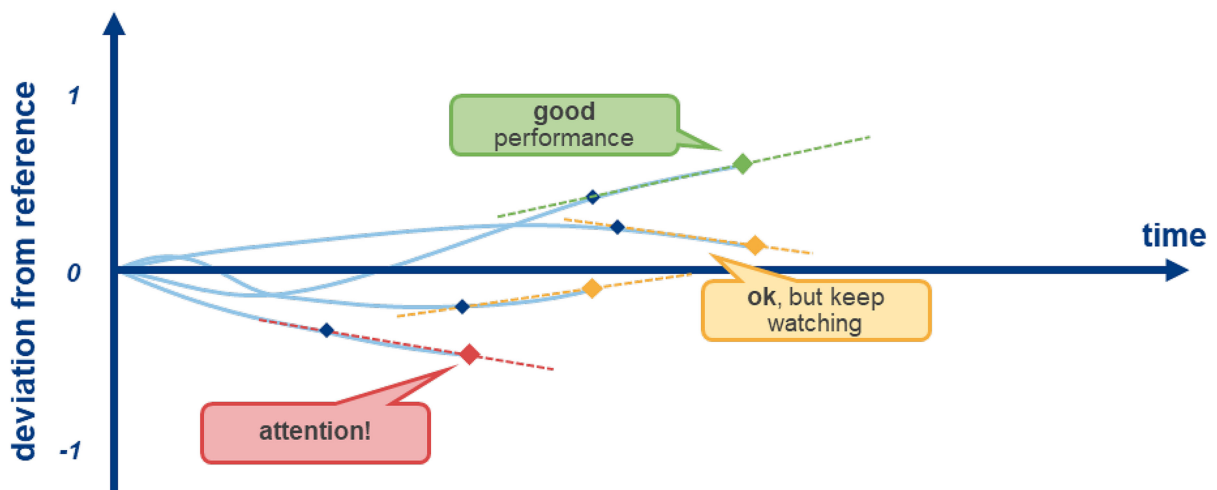 deviation from reference
1
0
-1
good
performance
time
ok, but keep
watching
attention!